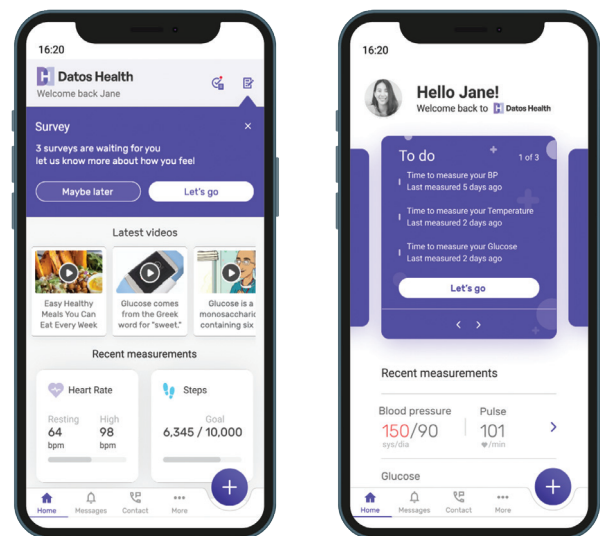 16:20
Datos Health
Welcome back Jane
Survey
3 surveys are waiting for you
let us know more about how you feel
Maybe later
Let's go
Latest videos
Easy Healthy
Meals You Can
Eat Every Week
Glucose comes
from the Greek
word for "sweet."
Glucose is a
monosaccharid
containing six
Recent measurements
Heart Rate
Resting High
64 98
bpm bpm
Steps
Goal
6,345 / 10,000
Home Messages Contact More
16:20
Hello Jane!
Welcome back to Datos Health
To do
1 of 3
Time to measure your BP
Last measured 5 days ago
Time to measure your Temperature
Last measured 2 days ago
Time to measure your Glucose
Last measured 2 days ago
Let's go
Recent measurements
Blood pressure Pulse
150/90 101
sys/dia /min
Glucose
Home Messages Contact More